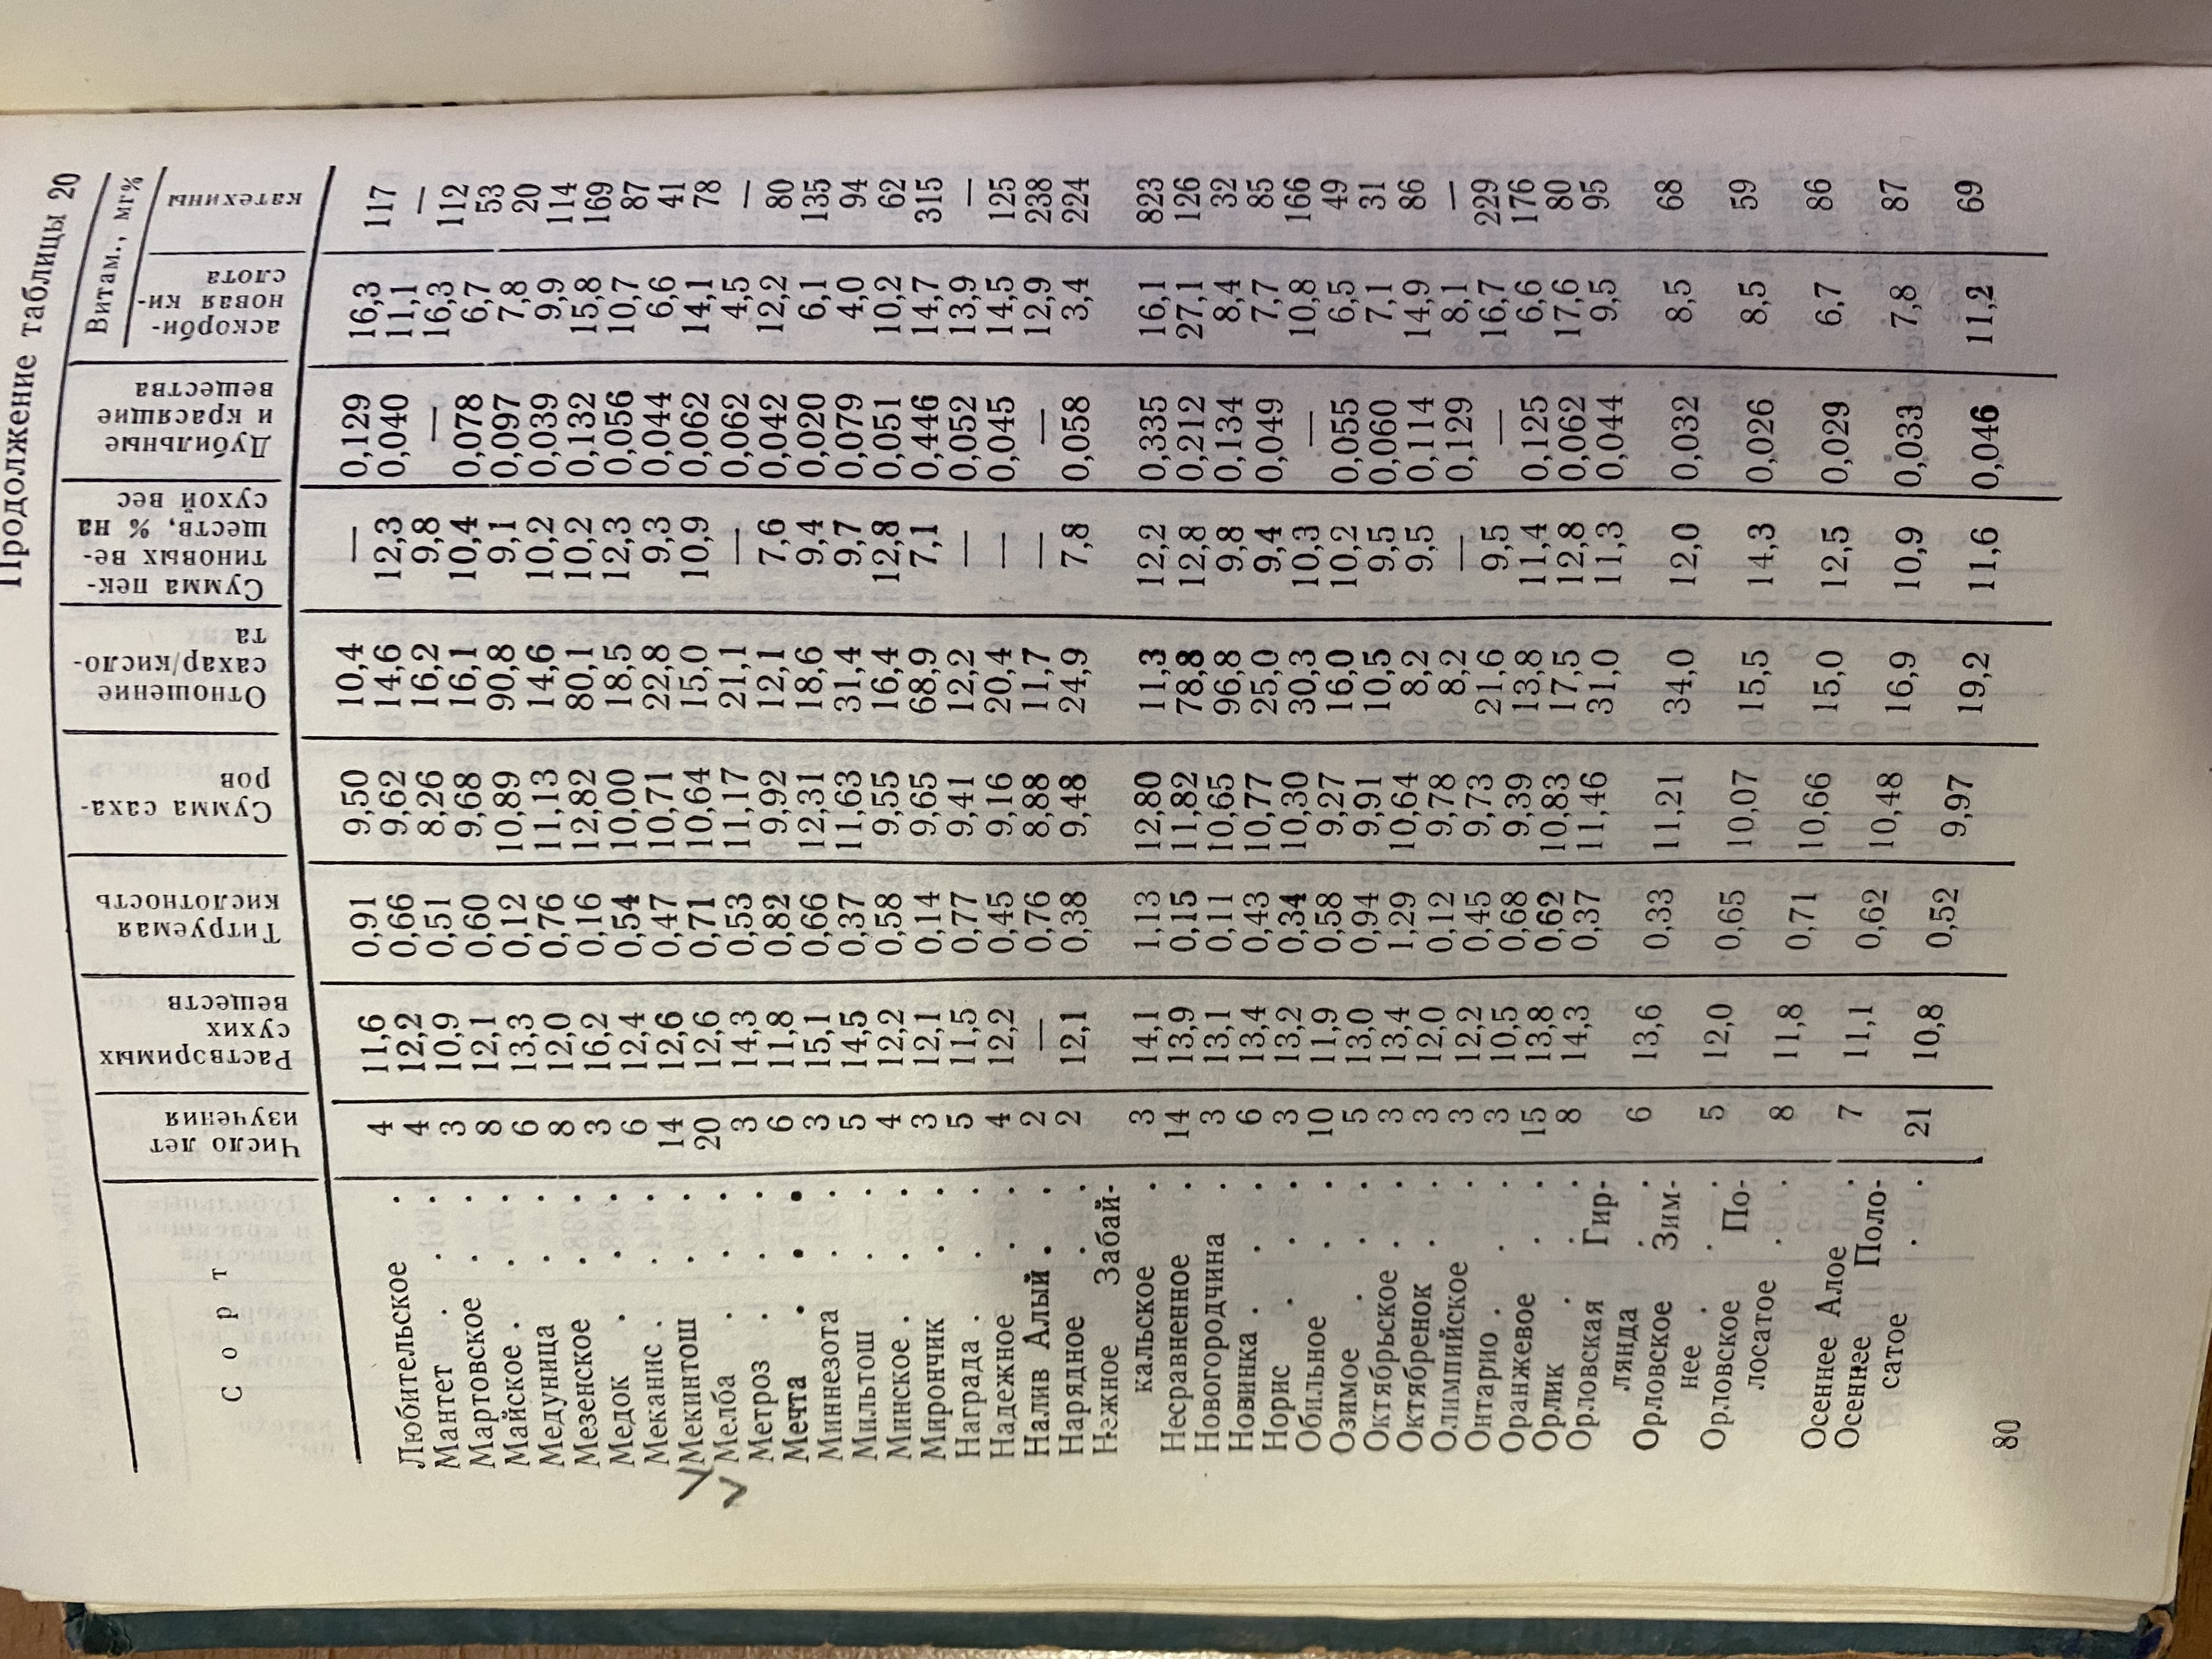 Продолжение таблицы 20
Сорт | Число лет изучения | Растворимых сухих веществ | Титруемая кислотность | Сумма сахаров | Отношение сахар/кислота | Сумма пектиновых веществ, % на сухой вес | Дубильные и красящие вещества | Витам., мг% аскорбиновая кислота | катехины
Любительское . 4 11,6 0,91 9,50 10,4 — 0,129 16,3 117
Мантет . . . 4 12,2 0,66 9,62 14,6 12,3 0,040 11,1 —
Мартовское . . 3 10,9 0,51 8,26 16,2 9,8 — 16,3 112
Майское . . . 8 12,1 0,60 9,68 16,1 10,4 0,078 6,7 53
Медуница . . 6 13,3 0,12 10,89 90,8 9,1 0,097 7,8 20
Мезенское . . 8 12,0 0,76 11,13 14,6 10,2 0,039 9,9 114
Медок . . . 3 16,2 0,16 12,82 80,1 10,2 0,132 15,8 169
Меканис . . . 6 12,4 0,54 10,00 18,5 12,3 0,056 10,7 87
Мекинтош . . 14 12,6 0,47 10,71 22,8 9,3 0,044 6,6 41
Мелба . . . 20 12,6 0,71 10,64 15,0 10,9 0,062 14,1 78
Метроз . . . 3 14,3 0,53 11,17 21,1 — 0,062 4,5 —
Мечта . . . 6 11,8 0,82 9,92 12,1 7,6 0,042 12,2 80
Миннезота . . 3 15,1 0,66 12,31 18,6 9,4 0,020 6,1 135
Мильтош . . 5 14,5 0,37 11,63 31,4 9,7 0,079 4,0 94
Минское . . . 4 12,2 0,58 9,55 16,4 12,8 0,051 10,2 62
Мирончик . . 3 12,1 0,14 9,65 68,9 7,1 0,446 14,7 315
Награда . . . 5 11,5 0,77 9,41 12,2 — 0,052 13,9 —
Надежное . . 4 12,2 0,45 9,16 20,4 — 0,045 14,5 125
Налив Алый . . 2 — 0,76 8,88 11,7 — — 12,9 238
Нарядное . . 2 12,1 0,38 9,48 24,9 7,8 0,058 3,4 224
Нежное Забай-
кальское . . 3 14,1 1,13 12,80 11,3 12,2 0,335 16,1 823
Несравненное . 14 13,9 0,15 11,82 78,8 12,8 0,212 27,1 126
Новогородчина . 3 13,1 0,11 10,65 96,8 9,8 0,134 8,4 32
Новинка . . . 6 13,4 0,43 10,77 25,0 9,4 0,049 7,7 85
Норис . . . 3 13,2 0,34 10,30 30,3 10,3 — 10,8 166
Обильное . . 10 11,9 0,58 9,27 16,0 10,2 0,055 6,5 49
Озимое . . . 5 13,0 0,94 9,91 10,5 9,5 0,060 7,1 31
Октябрьское . . 3 13,4 1,29 10,64 8,2 9,5 0,114 14,9 86
Октябренок . . 3 12,0 0,12 9,78 8,2 — 0,129 8,1 —
Олимпийское . 3 12,2 0,45 9,73 21,6 9,5 — 16,7 229
Онтарио . . . 3 10,5 0,68 9,39 13,8 11,4 0,125 6,6 176
Оранжевое . . 15 13,8 0,62 10,83 17,5 12,8 0,062 17,6 80
Орлик . . . 8 14,3 0,37 11,46 31,0 11,3 0,044 9,5 95
Орловская Гир-
лянда . . 6 13,6 0,33 11,21 34,0 12,0 0,032 8,5 68
Орловское Зим-
нее . . . 5 12,0 0,65 10,07 15,5 14,3 0,026 8,5 59
Орловское По-
лосатое . . 8 11,8 0,71 10,66 15,0 12,5 0,029 6,7 86
Осеннее Алое . 7 11,1 0,62 10,48 16,9 10,9 0,033 7,8 87
Осеннее Поло-
сатое . . 21 10,8 0,52 9,97 19,2 11,6 0,046 11,2 69
80